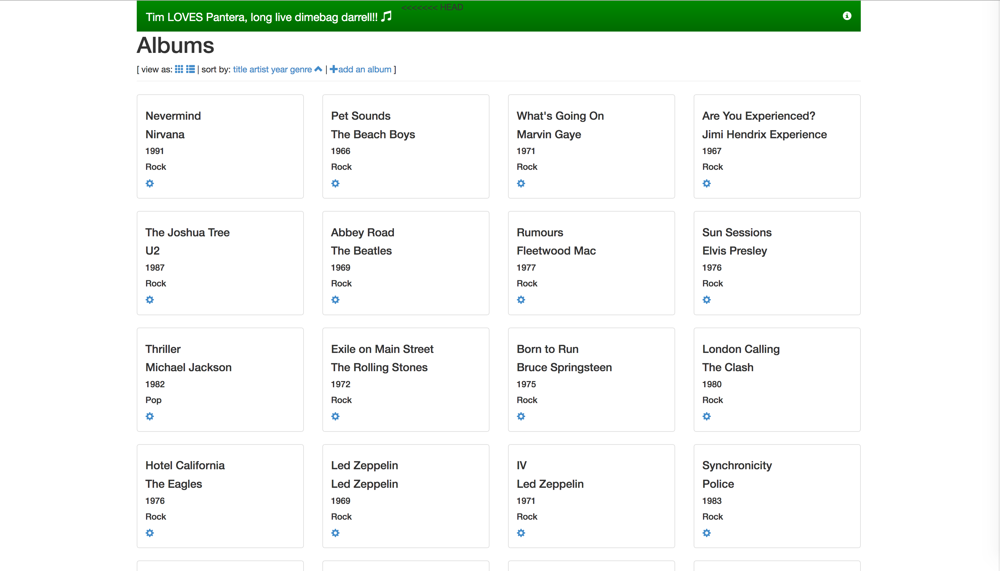 <<<<<<< HEAD
Tim LOVES Pantera, long live dimebag darrell!!
Albums
[ view as: | sort by: title artist year genre | add an album ]
Nevermind
Nirvana
1991
Rock
Pet Sounds
The Beach Boys
1966
Rock
What's Going On
Marvin Gaye
1971
Rock
Are You Experienced?
Jimi Hendrix Experience
1967
Rock
The Joshua Tree
U2
1987
Rock
Abbey Road
The Beatles
1969
Rock
Rumours
Fleetwood Mac
1977
Rock
Sun Sessions
Elvis Presley
1976
Rock
Thriller
Michael Jackson
1982
Pop
Exile on Main Street
The Rolling Stones
1972
Rock
Born to Run
Bruce Springsteen
1975
Rock
London Calling
The Clash
1980
Rock
Hotel California
The Eagles
1976
Rock
Led Zeppelin
Led Zeppelin
1969
Rock
IV
Led Zeppelin
1971
Rock
Synchronicity
Police
1983
Rock